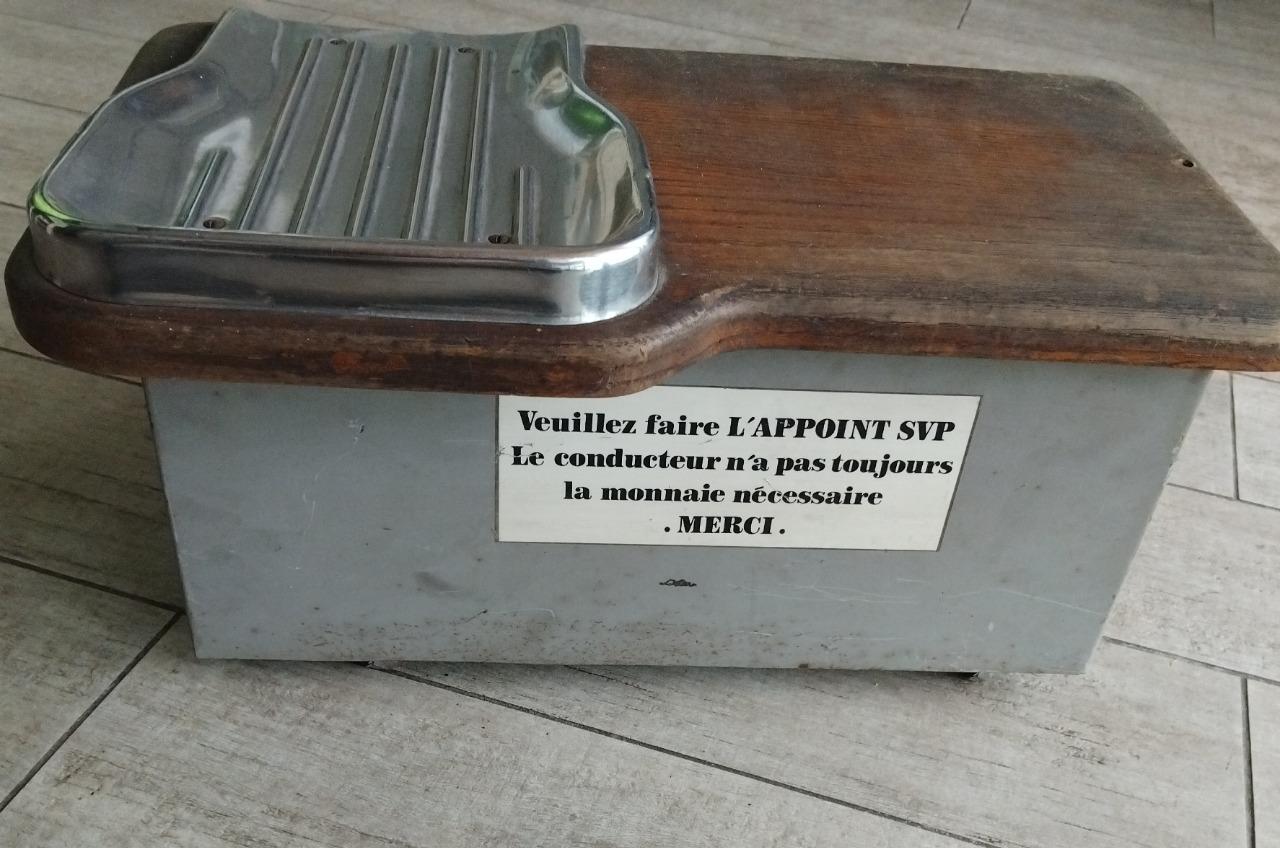 Veuillez faire L'APPOINT SVP
Le conducteur n'a pas toujours
la monnaie nécessaire
. MERCI .